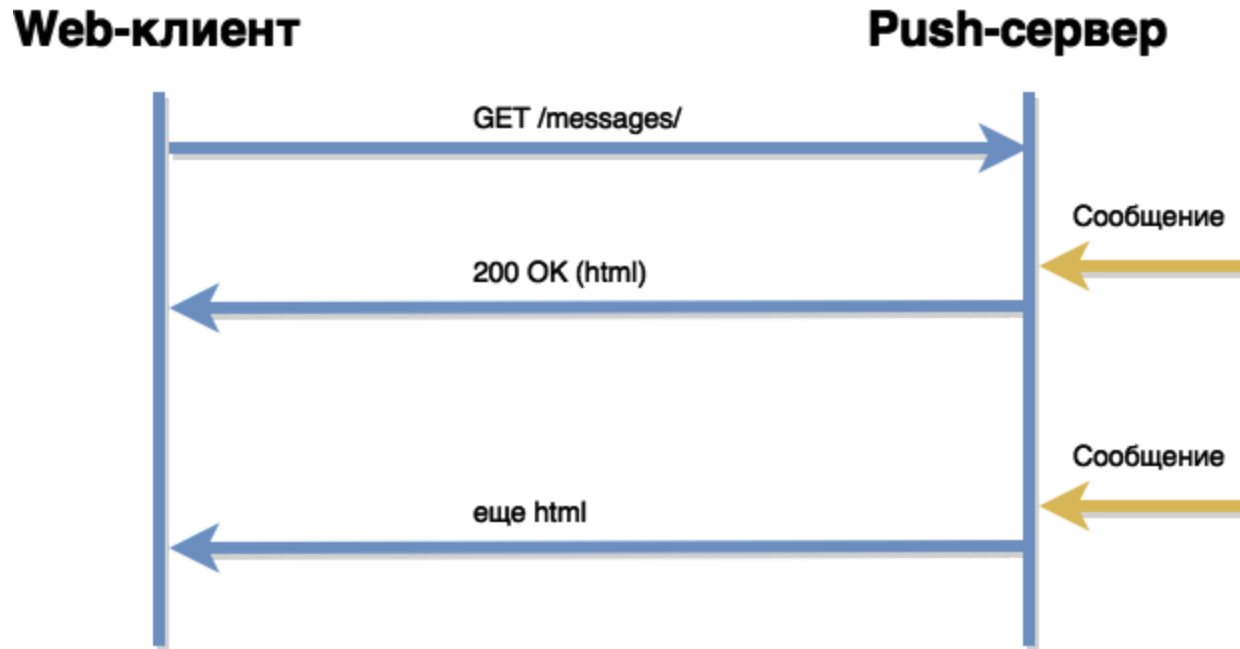 Web-клиент
Push-сервер
GET /messages/
Сообщение
200 OK (html)
Сообщение
еще html